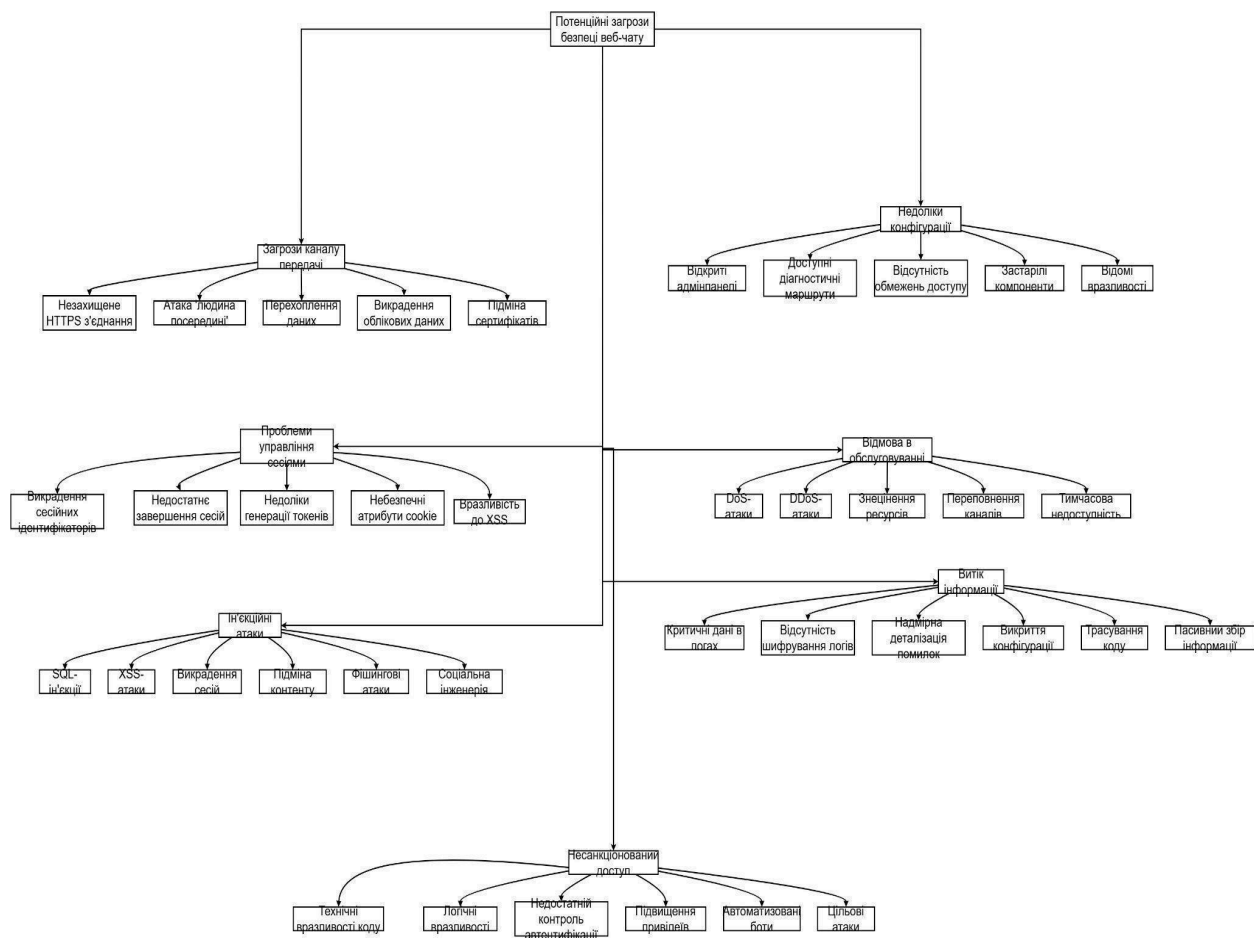 Потенційні загрози
безпеці веб-чату
Недоліки
конфігурації
Відкриті
адмінпанелі
Доступні
діагностичні
маршрути
Відсутність
обмежень доступу
Застарілі
компоненти
Відомі
вразливості
Загрози каналу
передачі
Незахищене
HTTPS з'єднання
Атака 'людина
посередині'
Перехоплення
даних
Викрадення
облікових даних
Підміна
сертифікатів
Проблеми
управління
сесіями
Викрадення
сесійних
ідентифікаторів
Недостатнє
завершення сесій
Недоліки
генерації токенів
Небезпечні
атрибути cookie
Вразливість
до XSS
Відмова в
обслуговуванні
DoS-
атаки
DDoS-
атаки
Знецінення
ресурсів
Переповнення
каналів
Тимчасова
недоступність
Витік
інформації
Критичні дані в
логах
Відсутність
шифрування логів
Надмірна
деталізація
помилок
Викриття
конфігурації
Трасування
коду
Пасивний збір
інформації
Ін'єкційні
атаки
SQL-
ін'єкції
XSS-
атаки
Викрадення
сесій
Підміна
контенту
Фішингові
атаки
Соціальна
інженерія
Несанкціонований
доступ
Технічні
вразливості коду
Логічні
вразливості
Недостатній
контроль
автентифікації
Підвищення
привілеїв
Автоматизовані
боти
Цільові
атаки